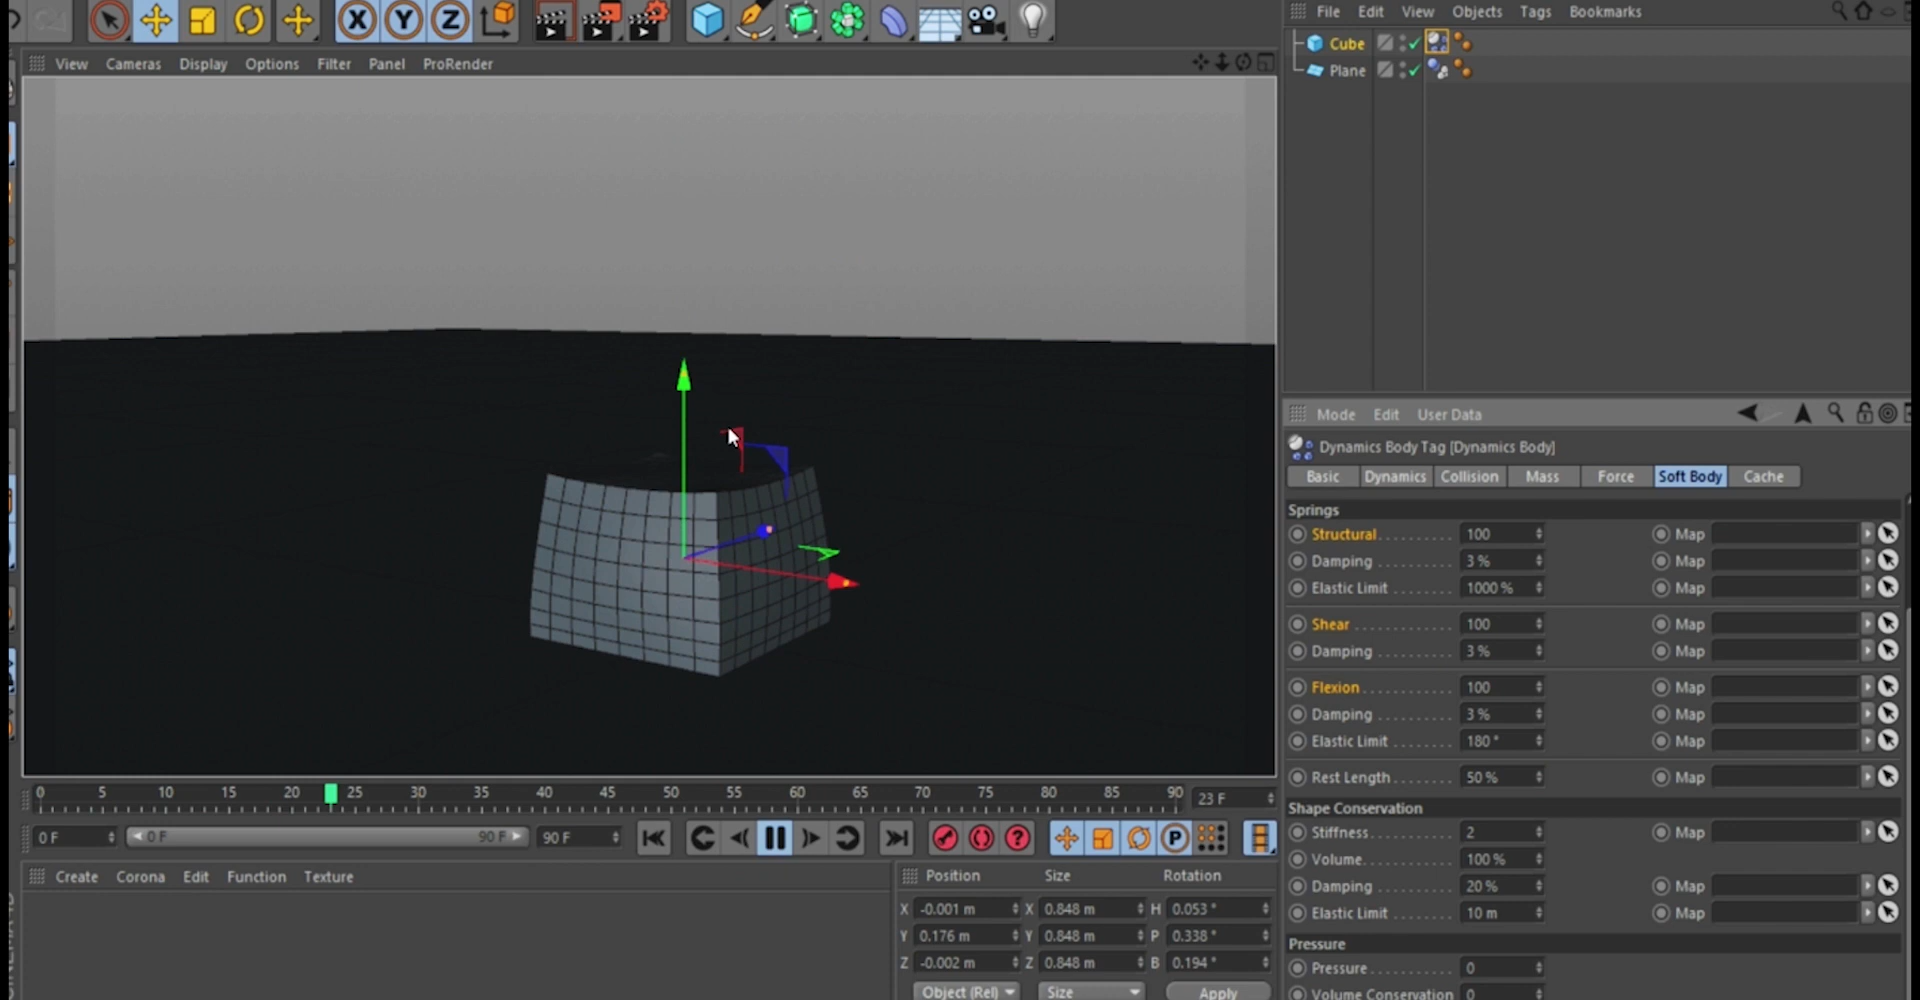 X Y Z
File Edit View Objects Tags Bookmarks
Cube
Plane
View Cameras Display Options Filter Panel ProRender
Mode Edit User Data
Dynamics Body Tag [Dynamics Body]
Basic Dynamics Collision Mass Force Soft Body Cache
Springs
Structural 100 Map
Damping 3 % Map
Elastic Limit 1000 % Map
Shear 100 Map
Damping 3 % Map
Flexion 100 Map
Damping 3 % Map
Elastic Limit 180 ° Map
Rest Length 50 % Map
Shape Conservation
Stiffness 2 Map
Volume 100 %
Damping 20 % Map
Elastic Limit 10 m Map
Pressure
Pressure 0
Volume Conservation 0
0 5 10 15 20 25 30 35 40 45 50 55 60 65 70 75 80 85 90 23 F
0 F 0 F 90 F 90 F ? P
Create Corona Edit Function Texture
Position Size Rotation
X -0.001 m X 0.848 m H 0.053 °
Y 0.176 m Y 0.848 m P 0.338 °
Z -0.002 m Z 0.848 m B 0.194 °
Object (Rel) Size Apply